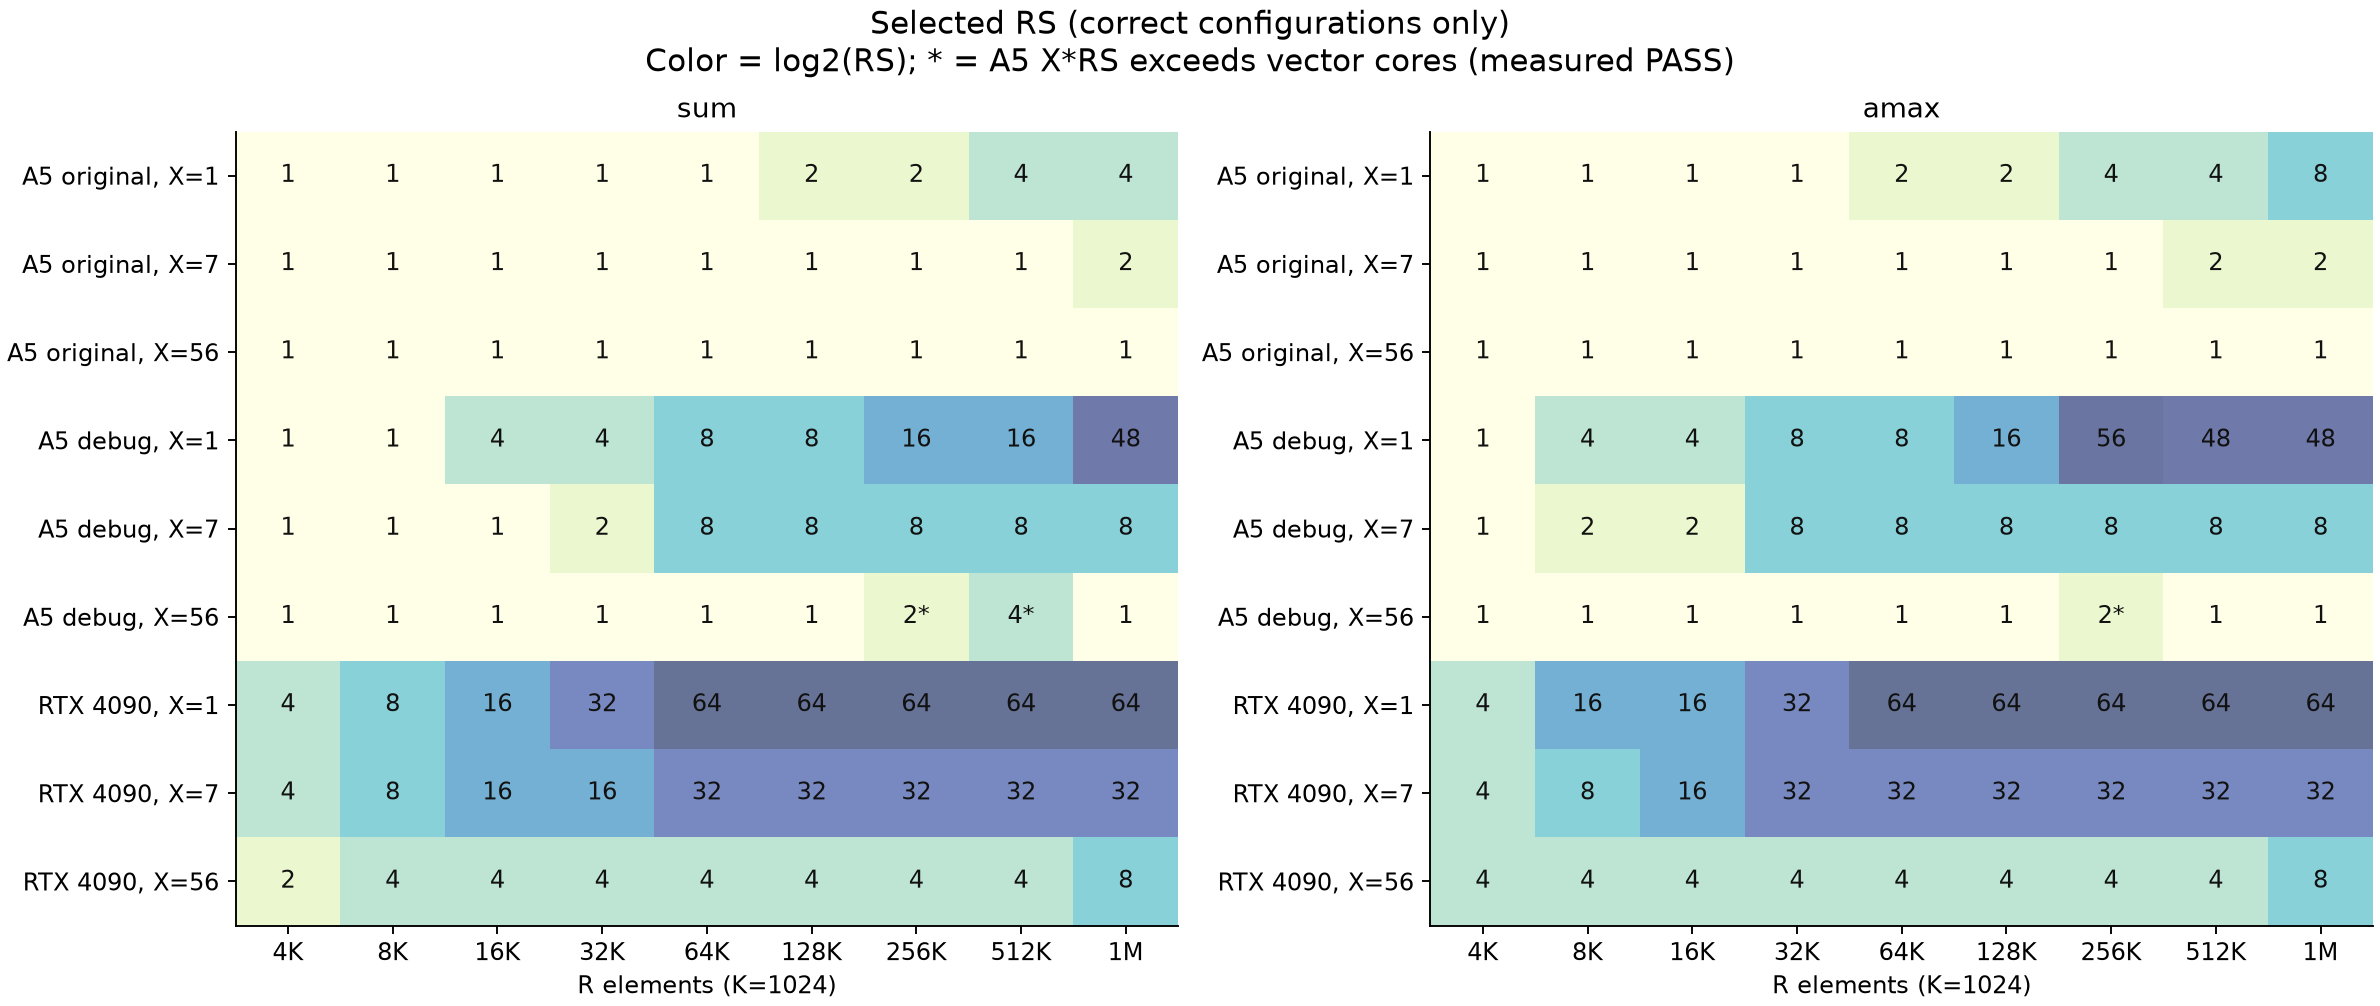 Selected RS (correct configurations only)
Color = log2(RS); * = A5 X*RS exceeds vector cores (measured PASS)
sum
A5 original, X=1 1 1 1 1 1 2 2 4 4
A5 original, X=7 1 1 1 1 1 1 1 1 2
A5 original, X=56 1 1 1 1 1 1 1 1 1
A5 debug, X=1 1 1 4 4 8 8 16 16 48
A5 debug, X=7 1 1 1 2 8 8 8 8 8
A5 debug, X=56 1 1 1 1 1 1 2* 4* 1
RTX 4090, X=1 4 8 16 32 64 64 64 64 64
RTX 4090, X=7 4 8 16 16 32 32 32 32 32
RTX 4090, X=56 2 4 4 4 4 4 4 4 8
4K 8K 16K 32K 64K 128K 256K 512K 1M
R elements (K=1024)
amax
A5 original, X=1 1 1 1 1 2 2 4 4 8
A5 original, X=7 1 1 1 1 1 1 1 2 2
A5 original, X=56 1 1 1 1 1 1 1 1 1
A5 debug, X=1 1 4 4 8 8 16 56 48 48
A5 debug, X=7 1 2 2 8 8 8 8 8 8
A5 debug, X=56 1 1 1 1 1 1 2* 1 1
RTX 4090, X=1 4 16 16 32 64 64 64 64 64
RTX 4090, X=7 4 8 16 32 32 32 32 32 32
RTX 4090, X=56 4 4 4 4 4 4 4 4 8
4K 8K 16K 32K 64K 128K 256K 512K 1M
R elements (K=1024)